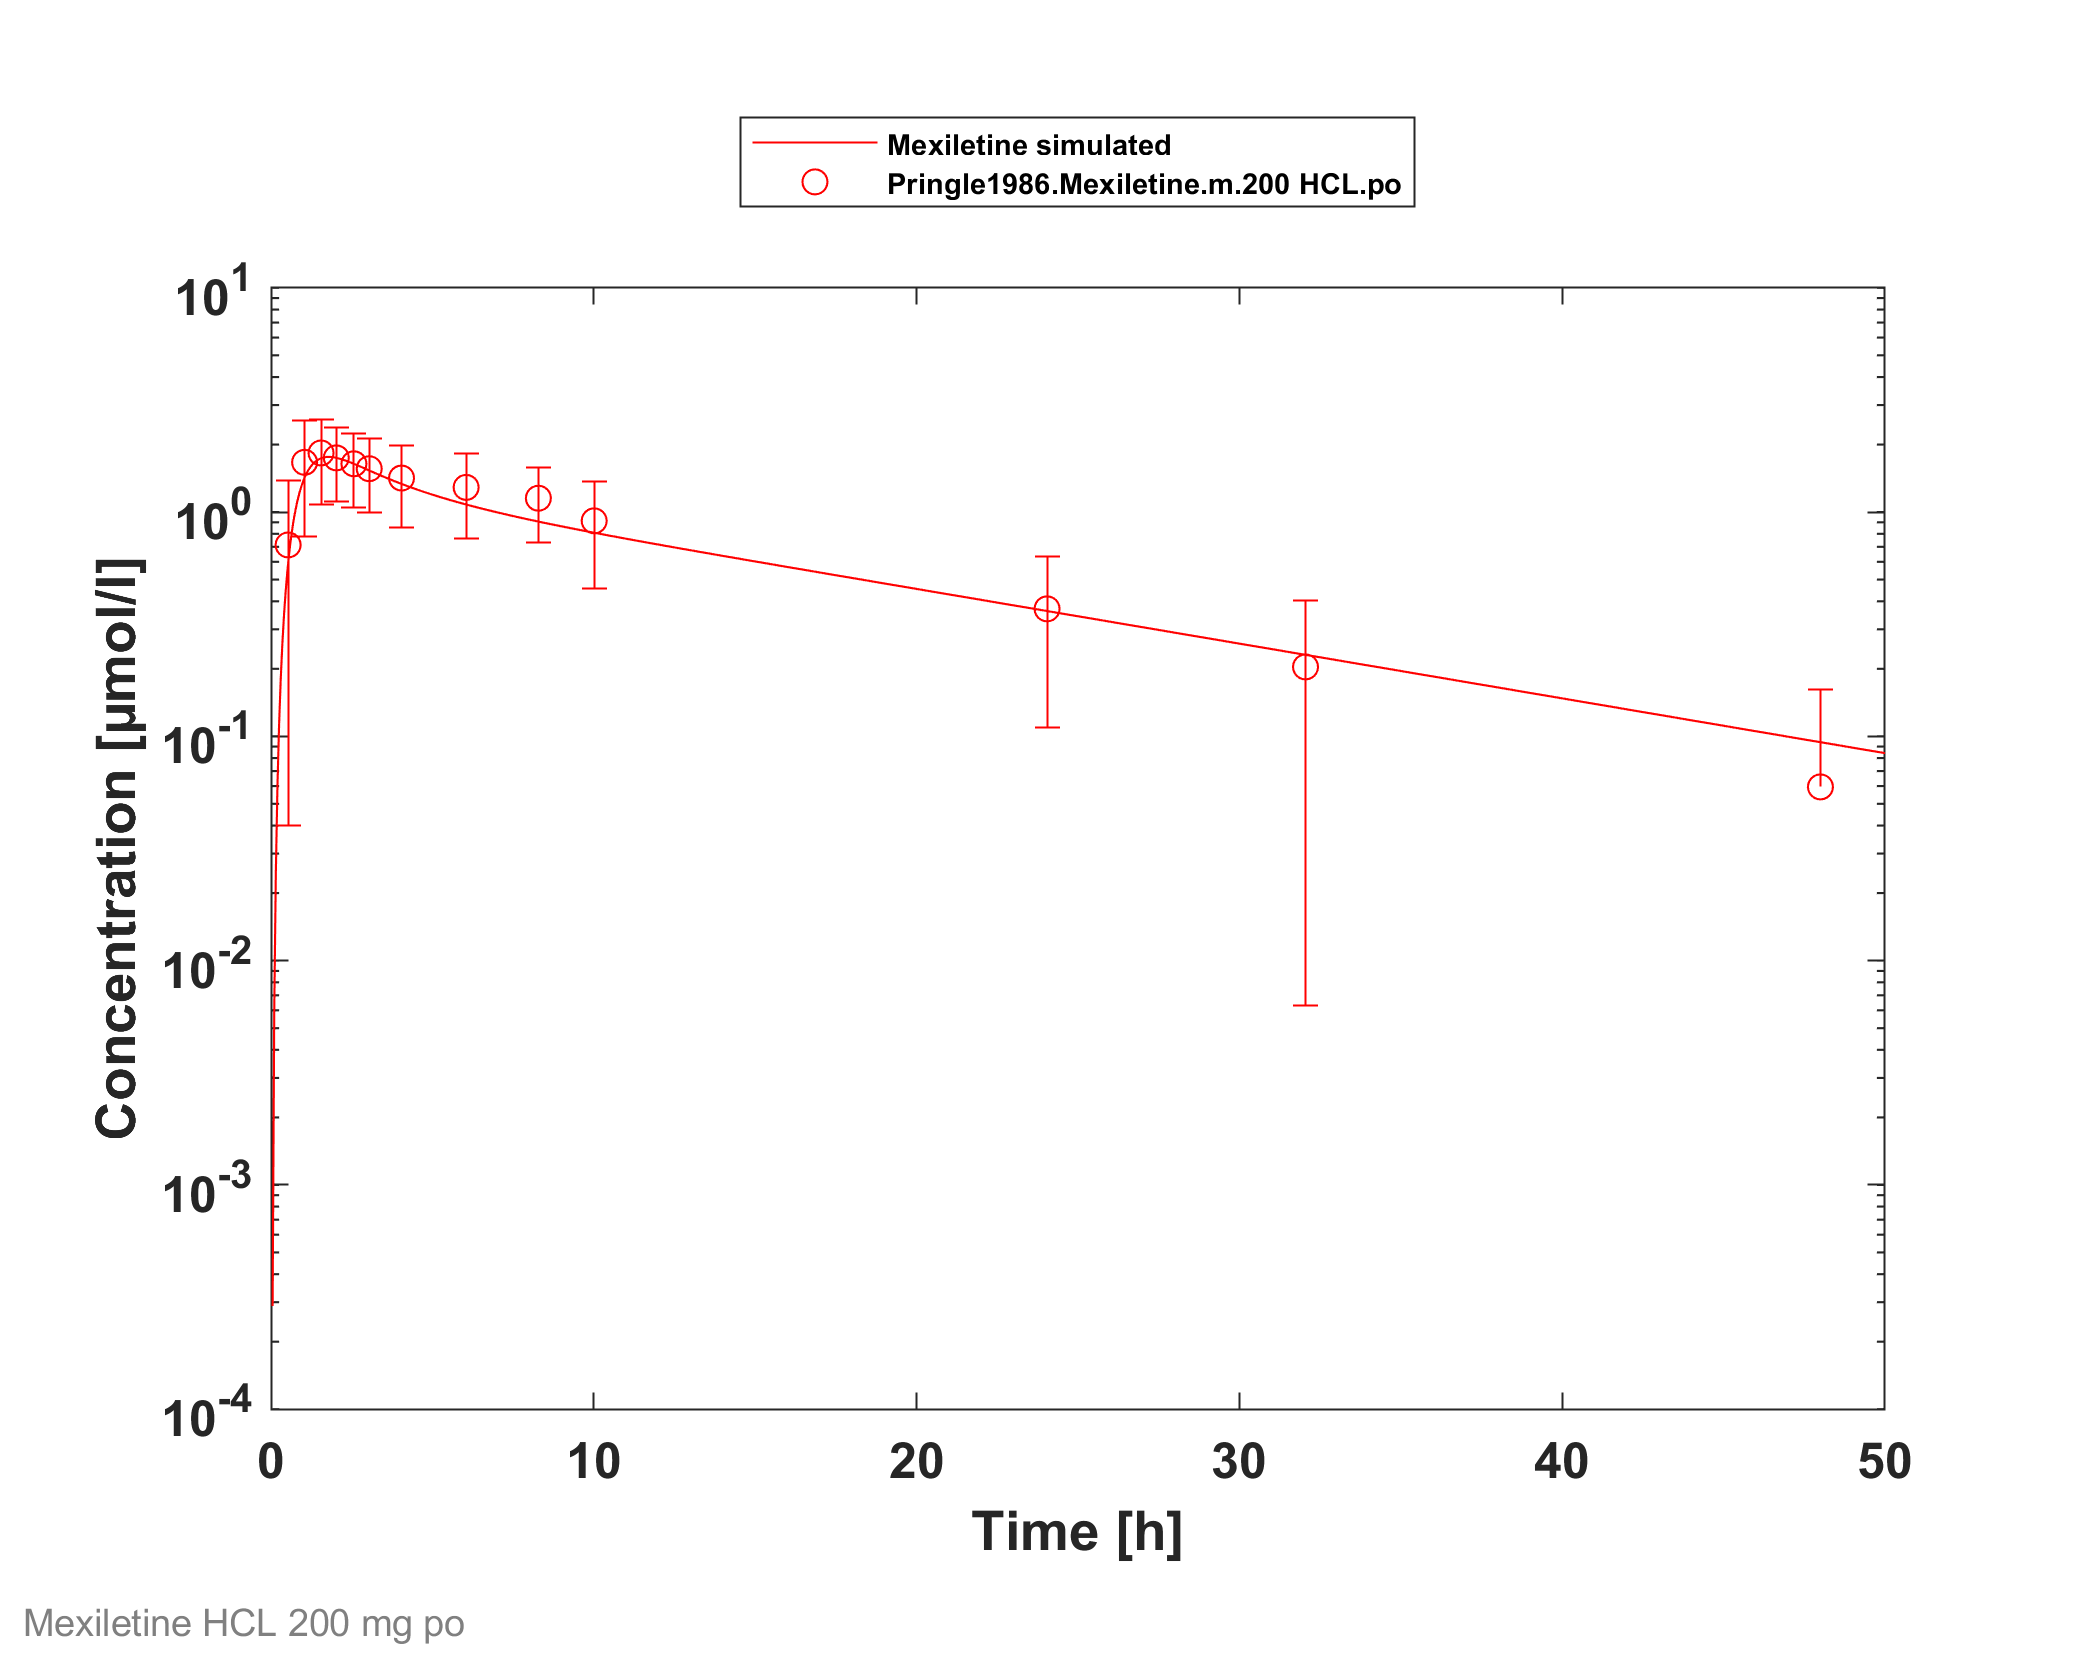 Mexiletine simulated
Pringle1986.Mexiletine.m.200 HCL.po
10^1
10^0
10^-1
10^-2
10^-3
10^-4
Concentration [µmol/l]
0 10 20 30 40 50
Time [h]
Mexiletine HCL 200 mg po